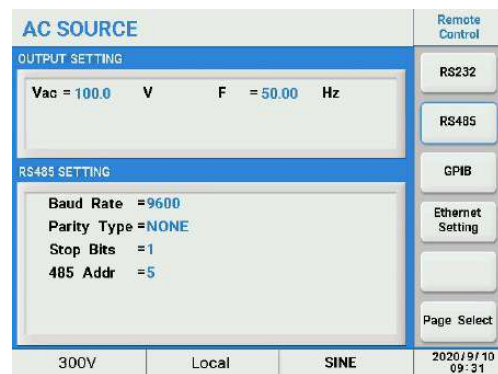 AC SOURCE
OUTPUT SETTING
Vac = 100.0 V F = 50.00 Hz
RS485 SETTING
Baud Rate =9600
Parity Type =NONE
Stop Bits =1
485 Addr =5
300V Local SINE
Remote
Control
RS232
RS485
GPIB
Ethernet
Setting
Page Select
2020/9/10
09:31